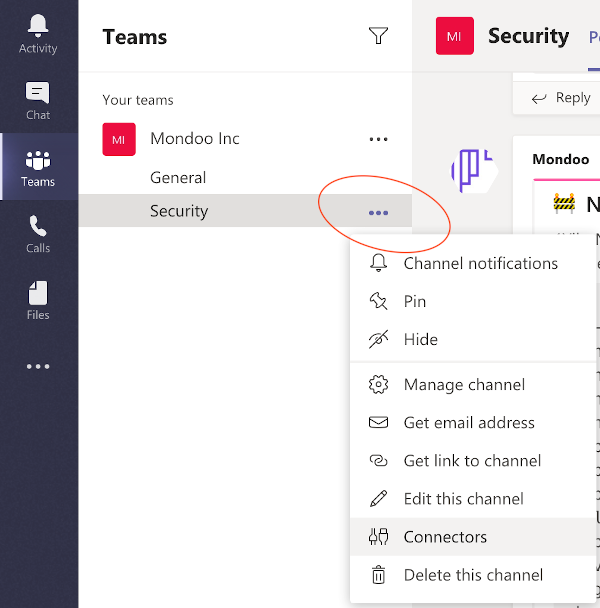 Activity
Chat
Teams
Calls
Files
Teams
Your teams
MI
Mondoo Inc
General
Security
MI
Security
Reply
Mondoo
Channel notifications
Pin
Hide
Manage channel
Get email address
Get link to channel
Edit this channel
Connectors
Delete this channel